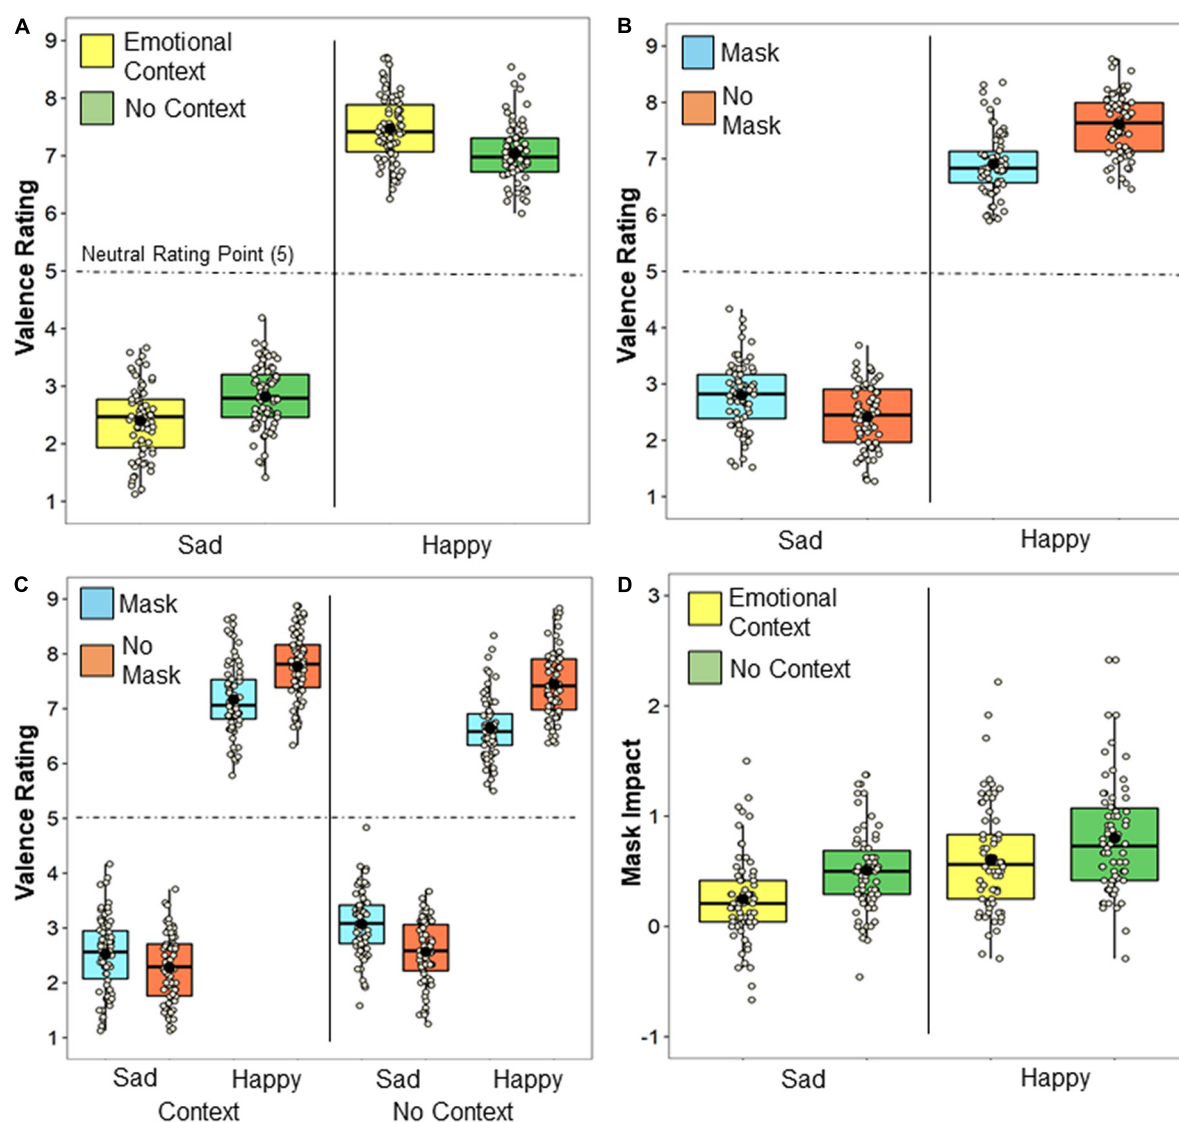 A
Emotional
Context
No Context
Valence Rating
9
8
7
6
5
4
3
2
1
Neutral Rating Point (5)
Sad
Happy
B
Mask
No
Mask
Valence Rating
9
8
7
6
5
4
3
2
1
Sad
Happy
C
Mask
No
Mask
Valence Rating
9
8
7
6
5
4
3
2
1
Sad
Happy
Sad
Happy
Context
No Context
D
Emotional
Context
No Context
Mask Impact
3
2
1
0
-1
Sad
Happy